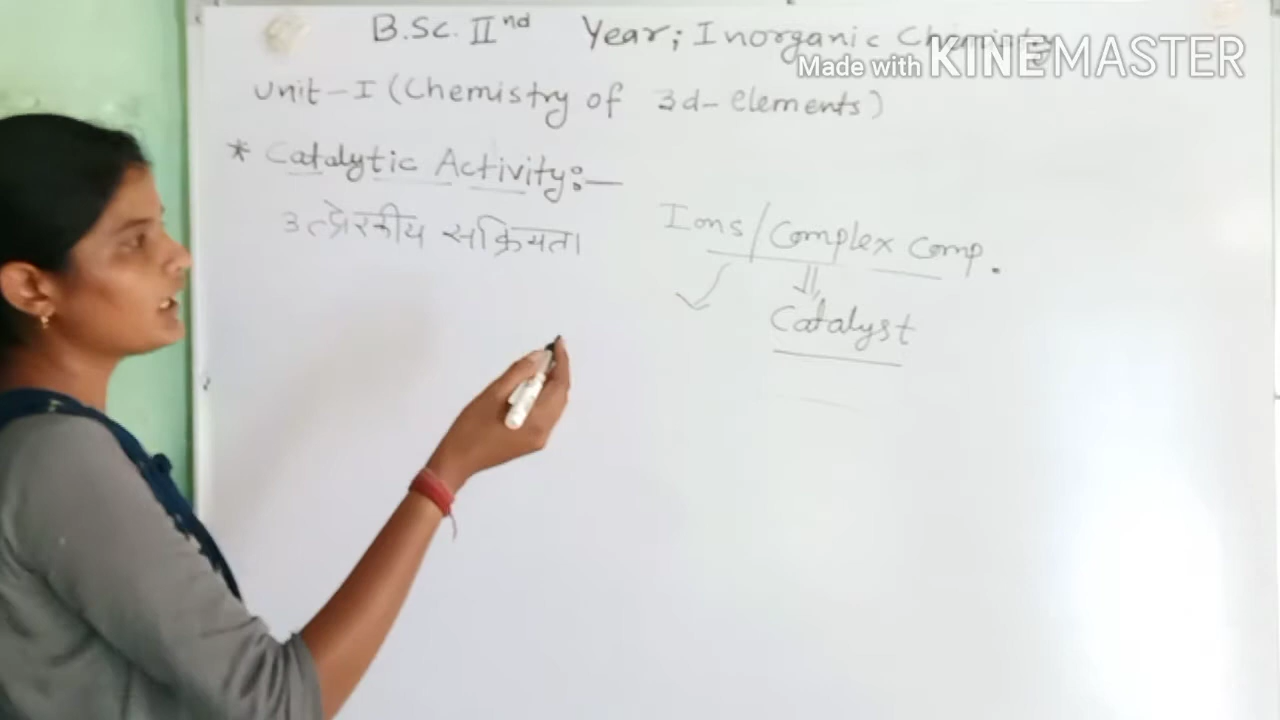 B.Sc. IInd Year; Inorganic Chemistry
Made with KINEMASTER
Unit-I (Chemistry of 3d-elements)
* Catalytic Activity:—
उत्प्रेरकीय सक्रियता
Ions/Complex Comp.
Catalyst